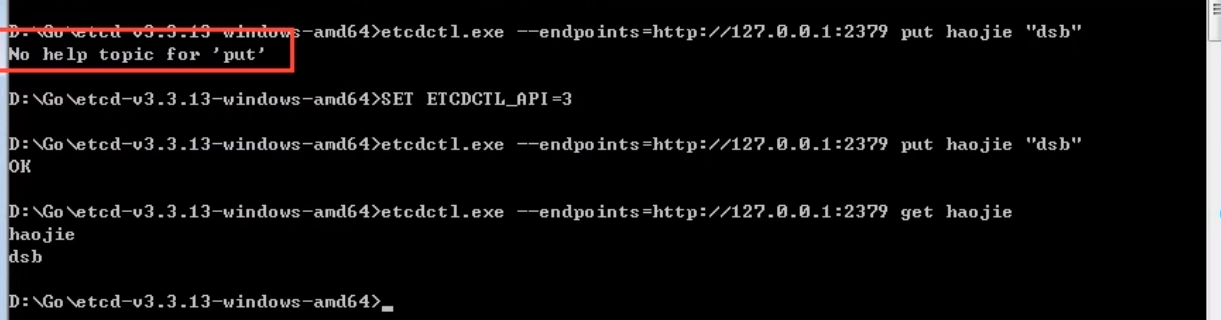 D:\Go\etcd-v3.3.13-windows-amd64>etcdctl.exe --endpoints=http://127.0.0.1:2379 put haojie "dsb"
No help topic for 'put'
D:\Go\etcd-v3.3.13-windows-amd64>SET ETCDCTL_API=3
D:\Go\etcd-v3.3.13-windows-amd64>etcdctl.exe --endpoints=http://127.0.0.1:2379 put haojie "dsb"
OK
D:\Go\etcd-v3.3.13-windows-amd64>etcdctl.exe --endpoints=http://127.0.0.1:2379 get haojie
haojie
dsb
D:\Go\etcd-v3.3.13-windows-amd64>_